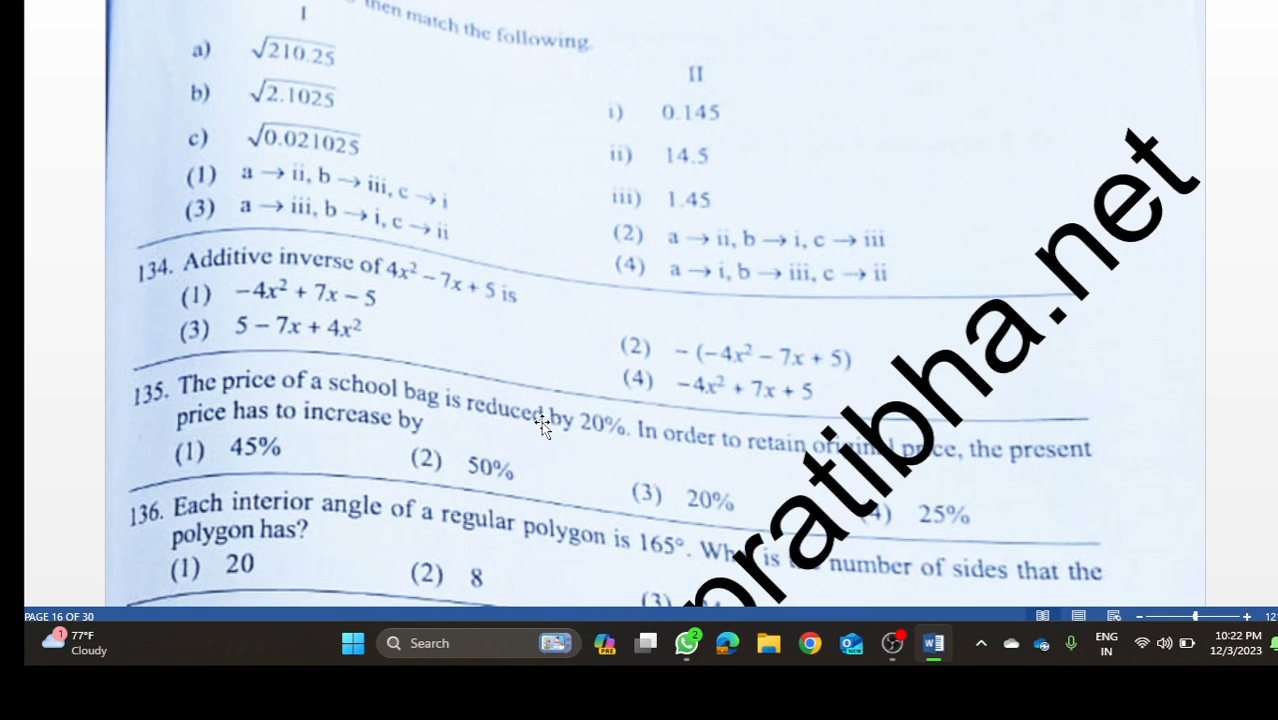 then match the following.
I
II
a) √210.25
i) 0.145
b) √2.1025
ii) 14.5
c) √0.021025
iii) 1.45
(1) a → ii, b → iii, c → i
(2) a → ii, b → i, c → iii
(3) a → iii, b → i, c → ii
(4) a → i, b → iii, c → ii
134. Additive inverse of 4x² – 7x + 5 is
(1) –4x² + 7x – 5
(2) – (–4x² – 7x + 5)
(3) 5 – 7x + 4x²
(4) –4x² + 7x + 5
135. The price of a school bag is reduced by 20%. In order to retain original price, the present
price has to increase by
(1) 45% (2) 50% (3) 20% (4) 25%
136. Each interior angle of a regular polygon is 165°. What is the number of sides that the
polygon has?
(1) 20 (2) 8 (3)
pratibha.net
PAGE 16 OF 30
1
77°F
Cloudy
Search
PRE
2
NEW
ENG
IN
10:22 PM
12/3/2023